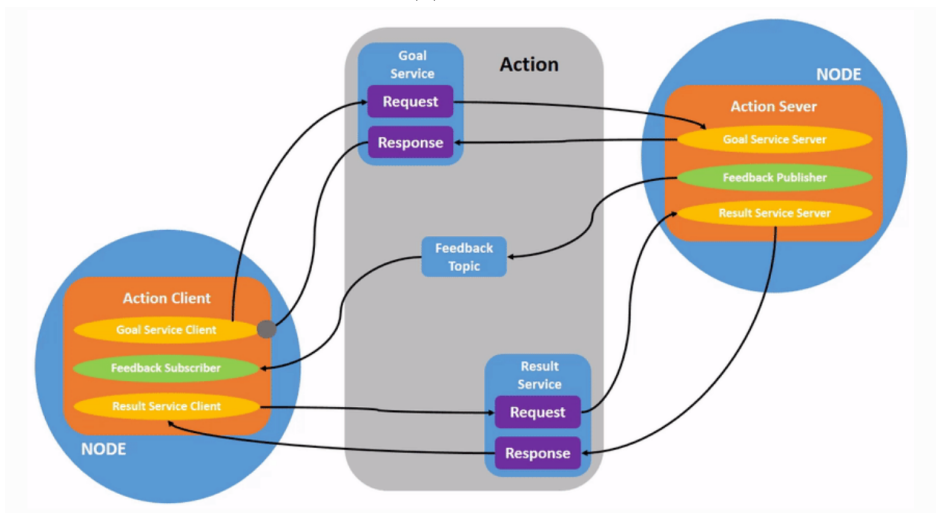 Goal
Service
Request
Response
Action
NODE
Action Sever
Goal Service Server
Feedback Publisher
Result Service Server
Feedback
Topic
Action Client
Goal Service Client
Feedback Subscriber
Result Service Client
NODE
Result
Service
Request
Response